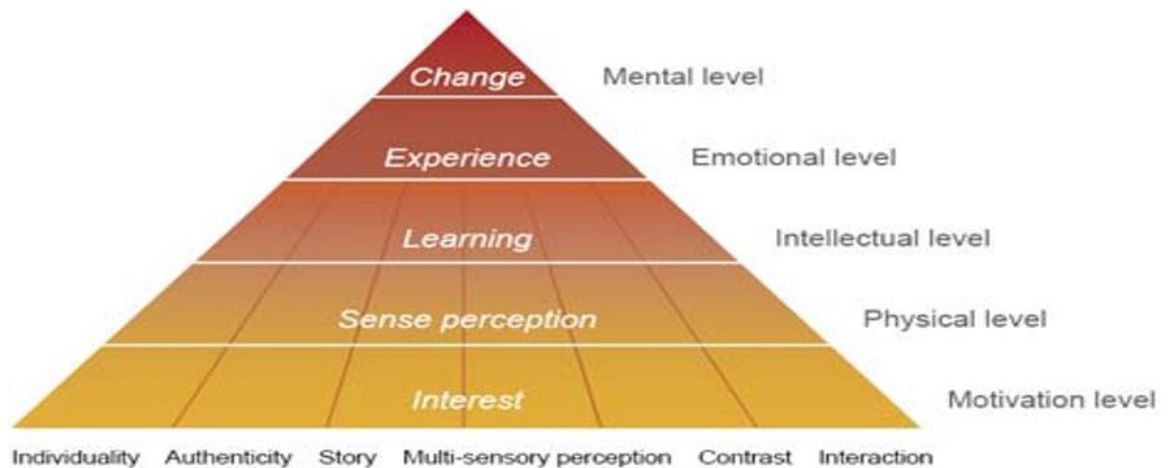 Change Mental level
Experience Emotional level
Learning Intellectual level
Sense perception Physical level
Interest Motivation level
Individuality Authenticity Story Multi-sensory perception Contrast Interaction